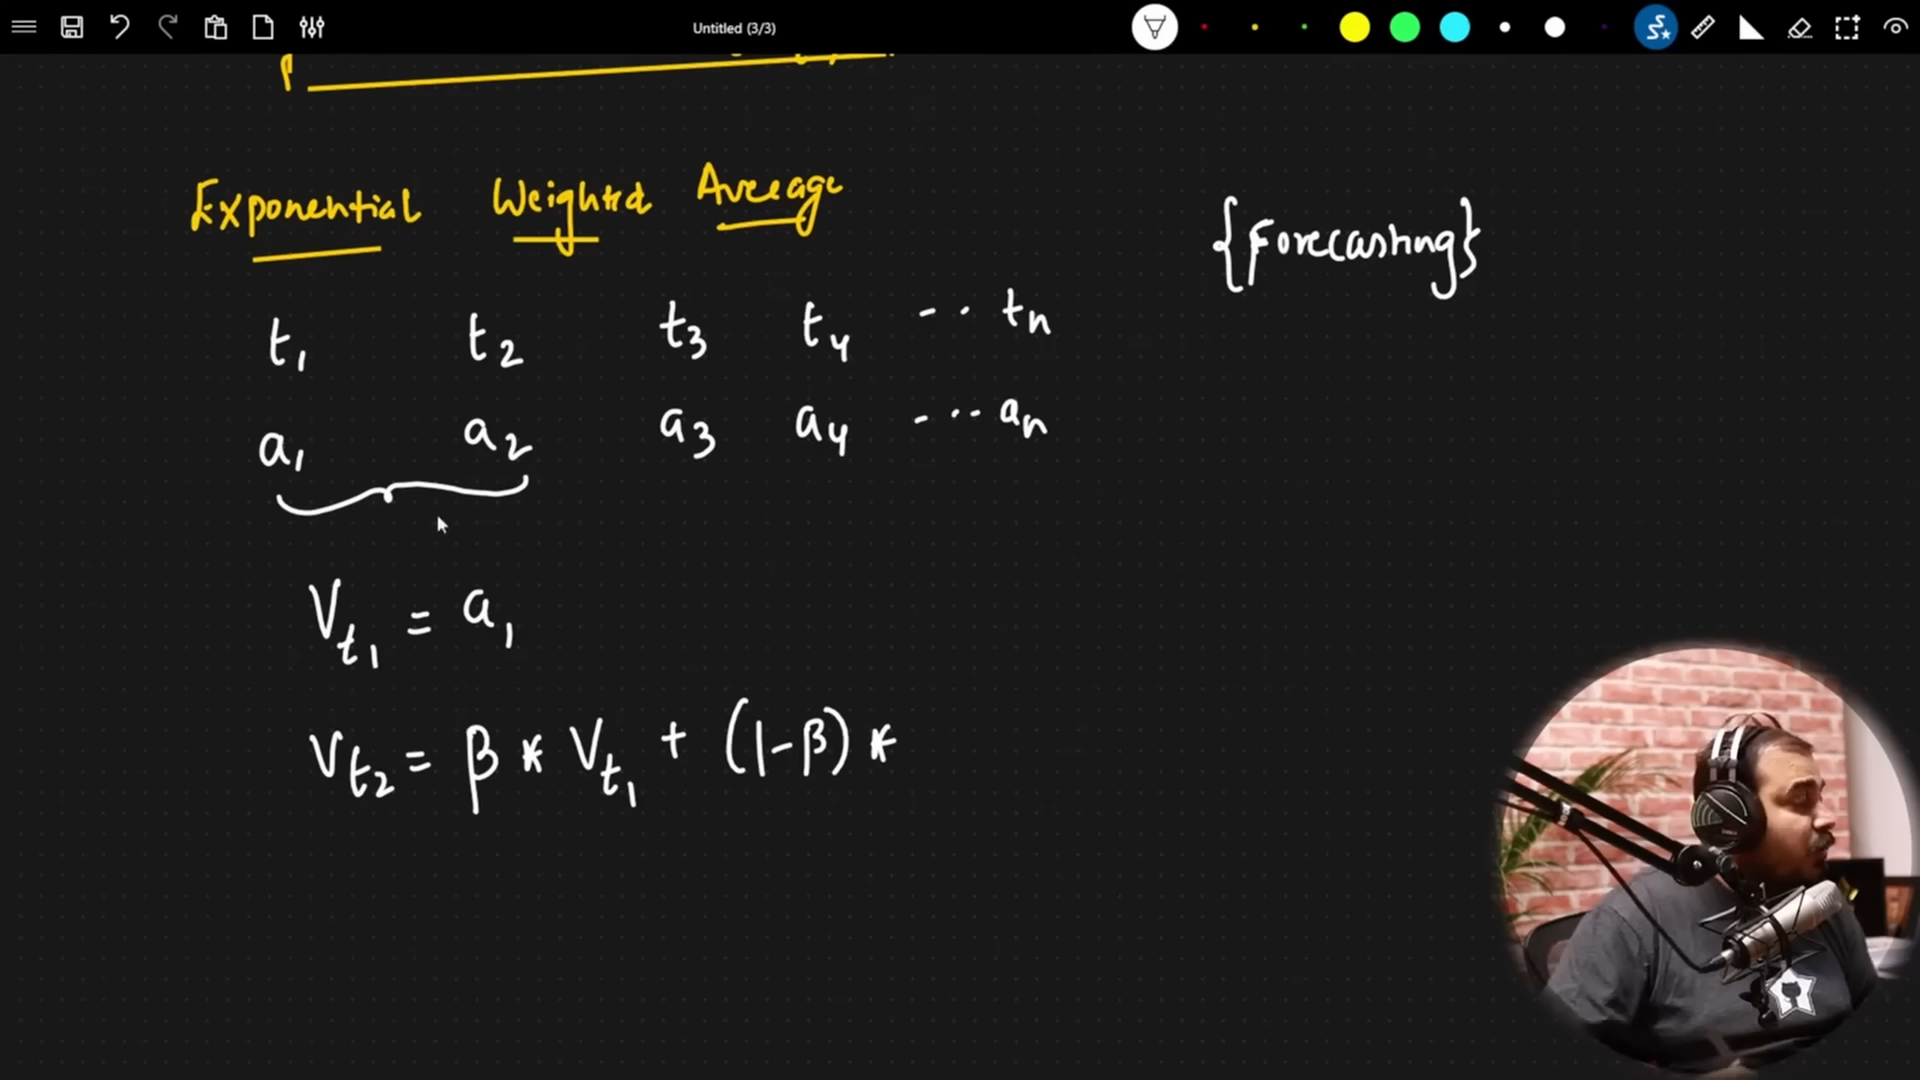 Untitled (3/3)
Exponential Weighted Average
{Forecasting}
t₁ t₂ t₃ t₄ -·· tₙ
a₁ a₂ a₃ a₄ -··- aₙ
Vt₁ = a₁
Vt₂ = β * Vt₁ + (1-β) *